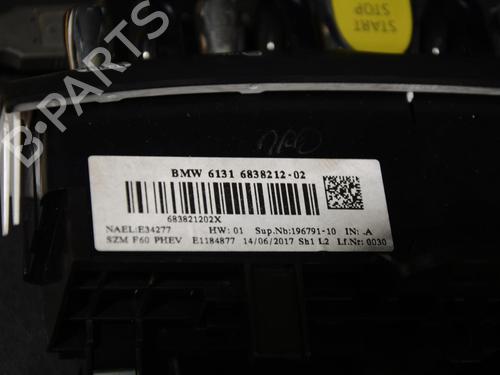 START
STOP
B-PARTS
BMW 6131 6838212-02
683821202X
NAEL:E34277 HW: 01 Sup.Nb:196791-10 IN: .A
SZM F60 PHEV E1184877 14/06/2017 Sh1 L2 Lf.Nr: 0030